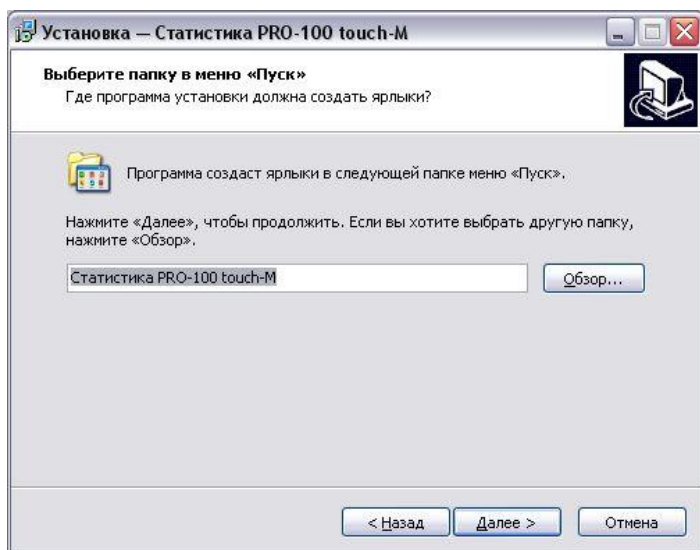 Установка — Статистика PRO-100 touch-M
Выберите папку в меню «Пуск»
Где программа установки должна создать ярлыки?
Программа создаст ярлыки в следующей папке меню «Пуск».
Нажмите «Далее», чтобы продолжить. Если вы хотите выбрать другую папку,
нажмите «Обзор».
Статистика PRO-100 touch-M
Обзор...
< Назад
Далее >
Отмена